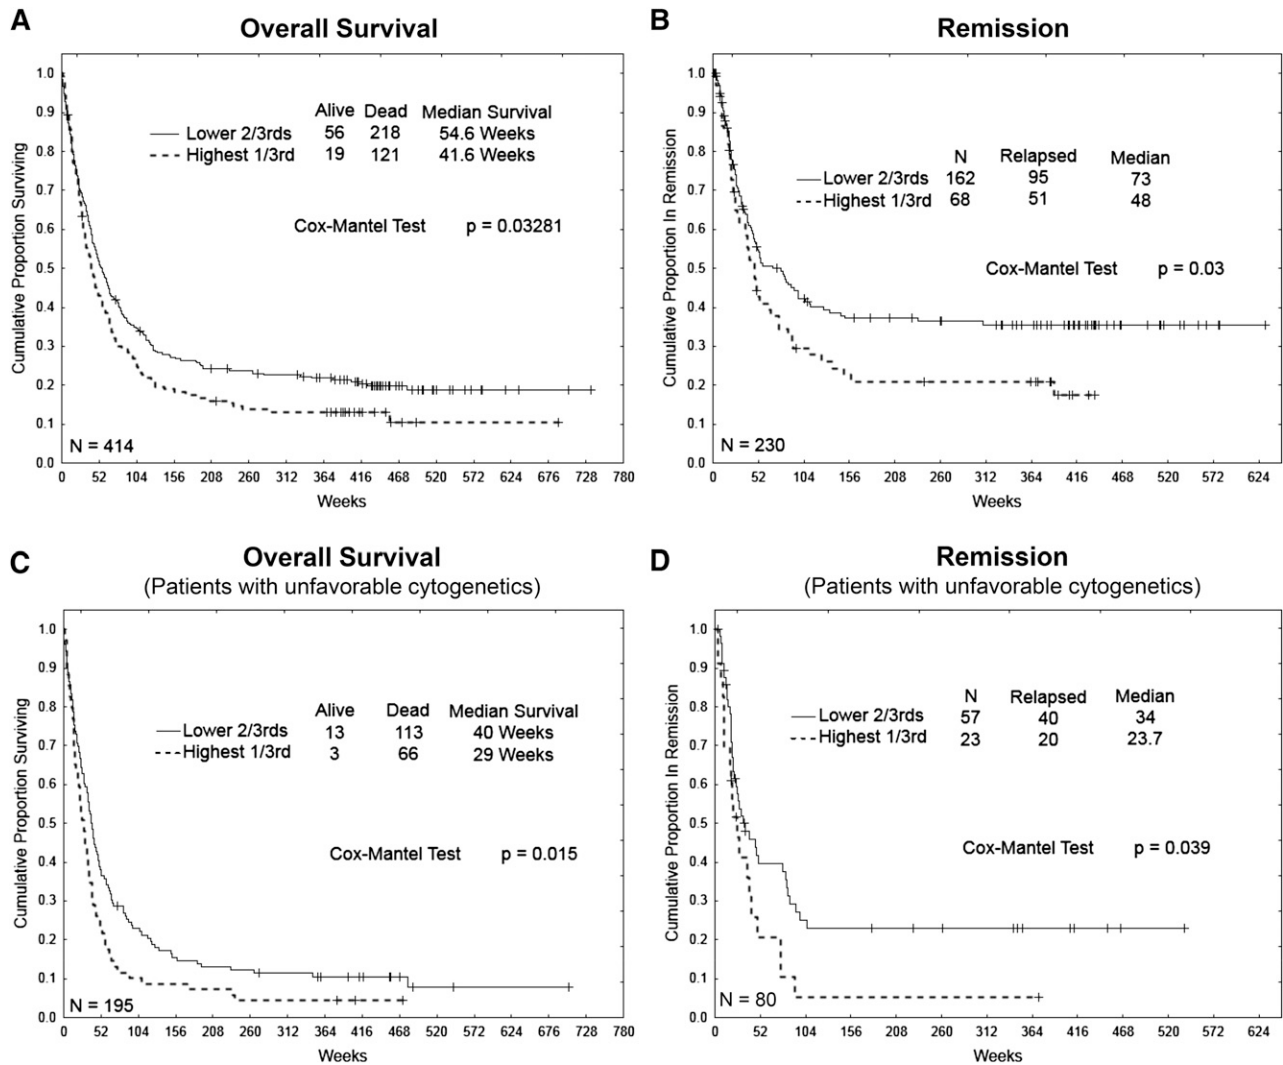 A
Overall Survival
Cumulative Proportion Surviving
1.0
0.9
0.8
0.7
0.6
0.5
0.4
0.3
0.2
0.1
0.0
Alive Dead Median Survival
Lower 2/3rds 56 218 54.6 Weeks
Highest 1/3rd 19 121 41.6 Weeks
Cox-Mantel Test p = 0.03281
N = 414
0 52 104 156 208 260 312 364 416 468 520 572 624 676 728 780
Weeks
B
Remission
Cumulative Proportion In Remission
1.0
0.9
0.8
0.7
0.6
0.5
0.4
0.3
0.2
0.1
0.0
N Relapsed Median
Lower 2/3rds 162 95 73
Highest 1/3rd 68 51 48
Cox-Mantel Test p = 0.03
N = 230
0 52 104 156 208 260 312 364 416 468 520 572 624
Weeks
C
Overall Survival
(Patients with unfavorable cytogenetics)
Cumulative Proportion Surviving
1.0
0.9
0.8
0.7
0.6
0.5
0.4
0.3
0.2
0.1
0.0
Alive Dead Median Survival
Lower 2/3rds 13 113 40 Weeks
Highest 1/3rd 3 66 29 Weeks
Cox-Mantel Test p = 0.015
N = 195
0 52 104 156 208 260 312 364 416 468 520 572 624 676 728 780
Weeks
D
Remission
(Patients with unfavorable cytogenetics)
Cumulative Proportion In Remission
1.0
0.9
0.8
0.7
0.6
0.5
0.4
0.3
0.2
0.1
0.0
N Relapsed Median
Lower 2/3rds 57 40 34
Highest 1/3rd 23 20 23.7
Cox-Mantel Test p = 0.039
N = 80
0 52 104 156 208 260 312 364 416 468 520 572 624
Weeks